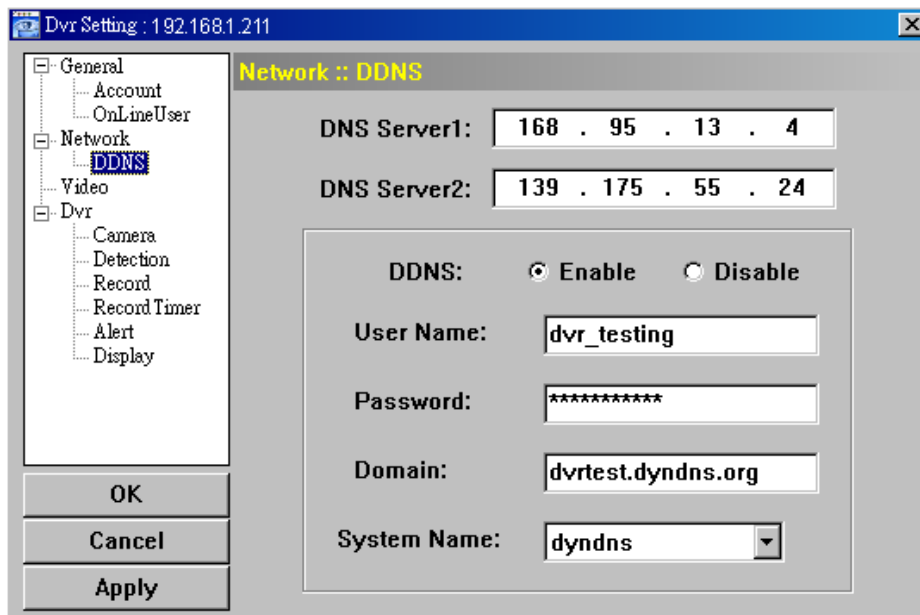 Dvr Setting : 192.168.1.211
General
Account
OnLineUser
Network
DDNS
Video
Dvr
Camera
Detection
Record
Record Timer
Alert
Display
OK
Cancel
Apply
Network :: DDNS
DNS Server1: 168 . 95 . 13 . 4
DNS Server2: 139 . 175 . 55 . 24
DDNS: Enable Disable
User Name: dvr_testing
Password: ***********
Domain: dvrtest.dyndns.org
System Name: dyndns